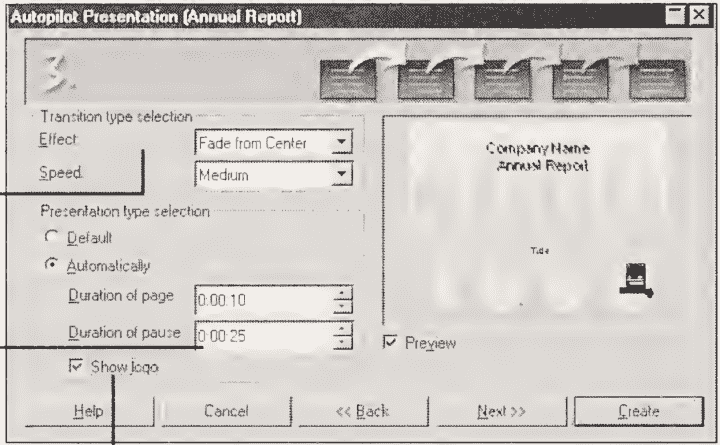 Autopilot Presentation (Annual Report)
3.
Transition type selection
Effect
Fade from Center
Speed
Medium
Presentation type selection
Default
Automatically
Duration of page
0:00:10
Duration of pause
0:00:25
Show logo
Company Name
Annual Report
Title
Preview
Help
Cancel
<< Back
Next >>
Create